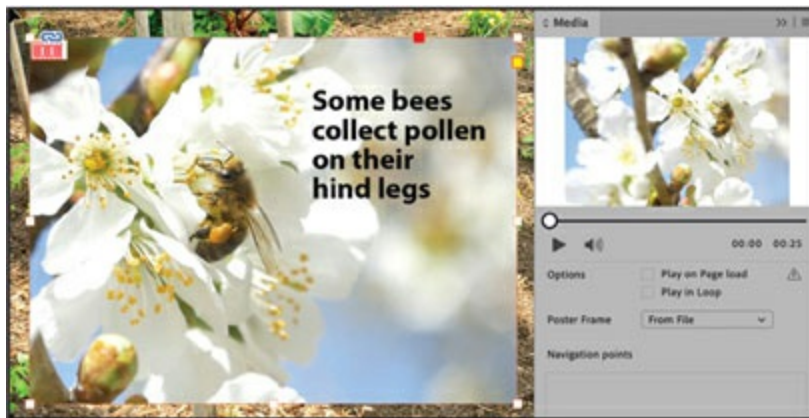 Some bees
collect pollen
on their
hind legs
Media
00:00 00:25
Options
Play on Page load
Play in Loop
Poster Frame
From File
Navigation points